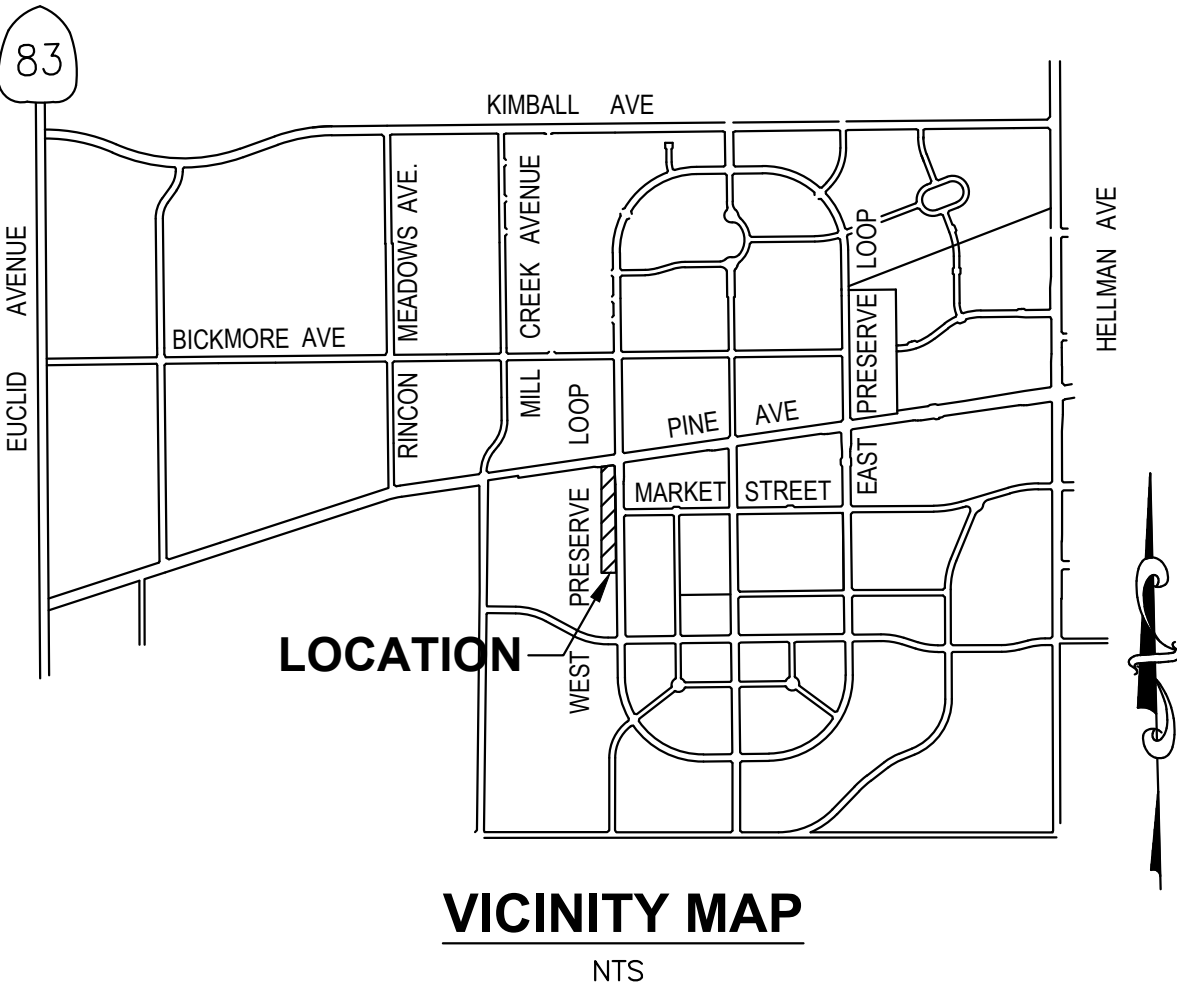 83
KIMBALL AVE
EUCLID AVENUE
RINCON MEADOWS AVE.
MILL CREEK AVENUE
HELLMAN AVE
BICKMORE AVE
WEST PRESERVE LOOP
EAST PRESERVE LOOP
PINE AVE
MARKET STREET
LOCATION
VICINITY MAP
NTS